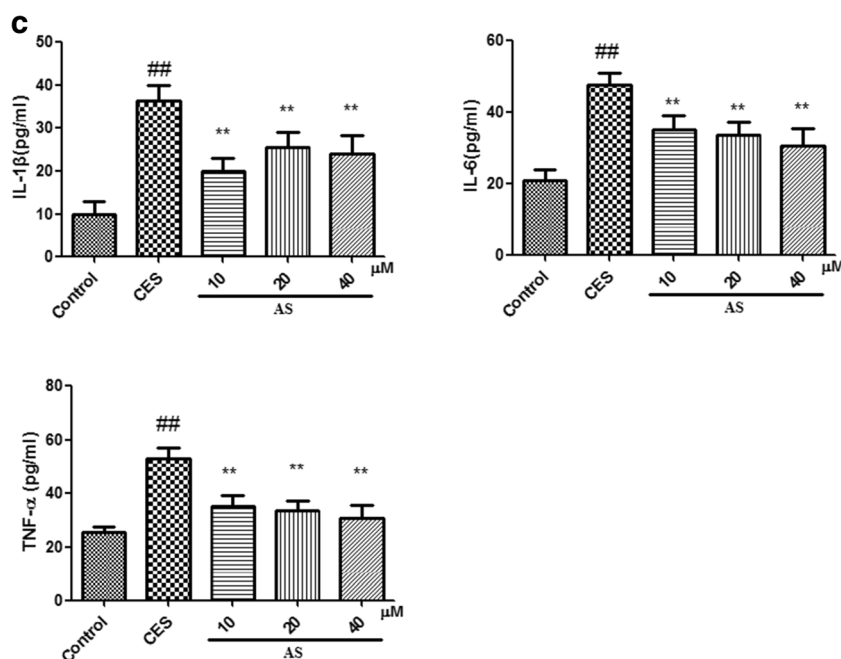 c
IL-1β(pg/ml)
50
40
30
20
10
0
##
**
**
**
Control
CES
10
20
40
μM
AS
IL-6(pg/ml)
60
40
20
0
##
**
**
**
Control
CES
10
20
40
μM
AS
TNF-α (pg/ml)
80
60
40
20
0
##
**
**
**
Control
CES
10
20
40
μM
AS